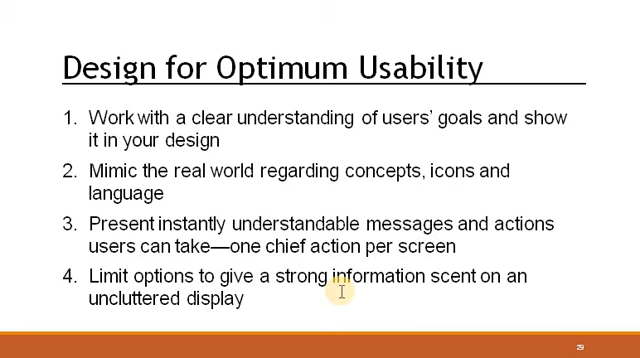 Design for Optimum Usability
1. Work with a clear understanding of users' goals and show
it in your design
2. Mimic the real world regarding concepts, icons and
language
3. Present instantly understandable messages and actions
users can take—one chief action per screen
4. Limit options to give a strong information scent on an
uncluttered display
29